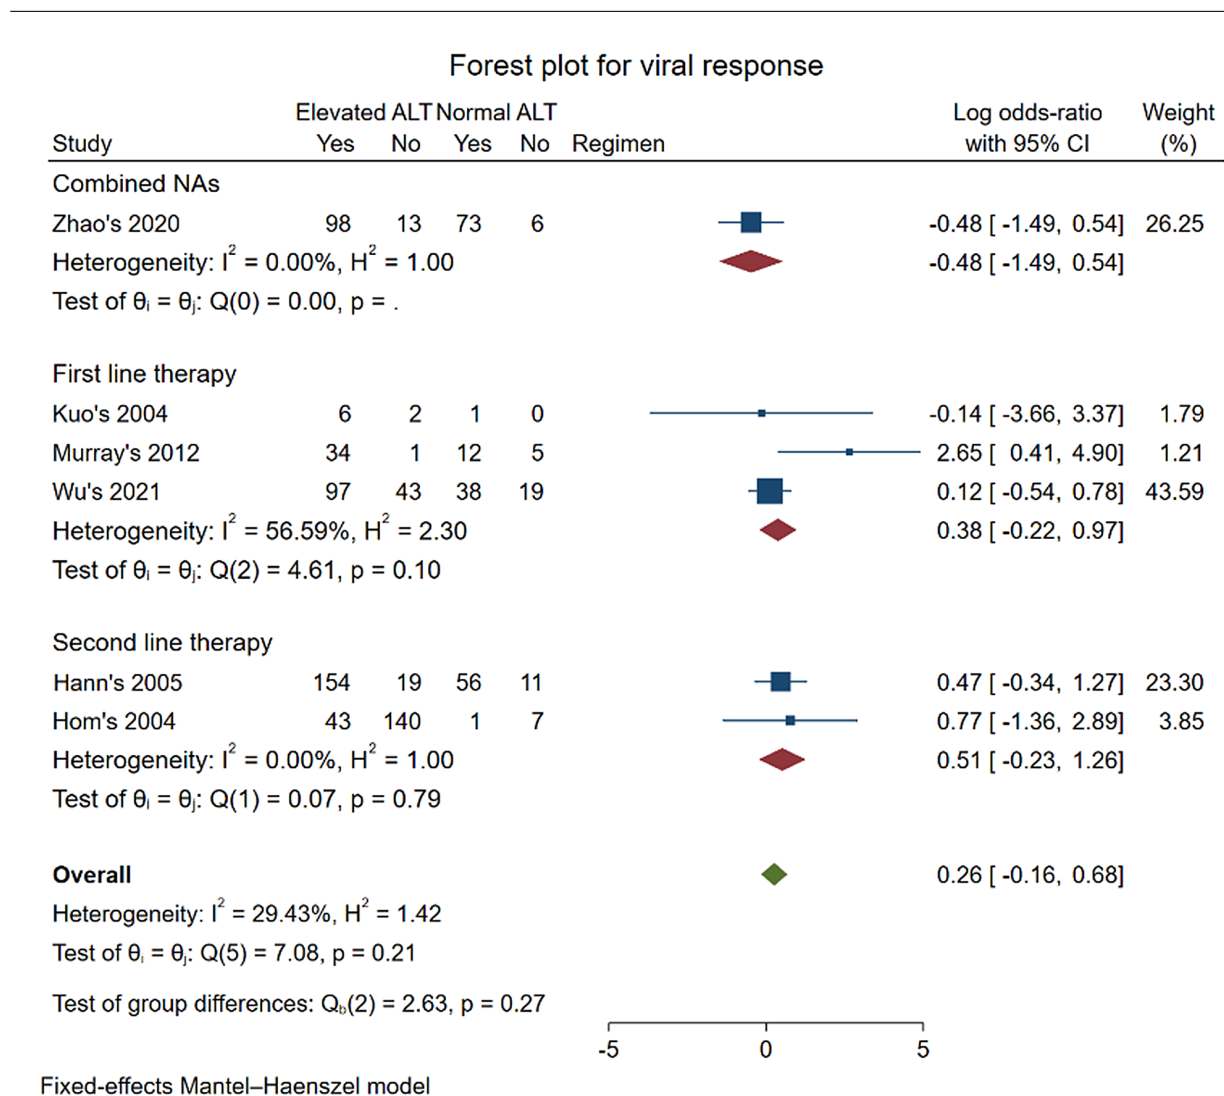 Forest plot for viral response
Elevated ALT Normal ALT Log odds-ratio Weight
Study Yes No Yes No Regimen with 95% CI (%)
Combined NAs
Zhao's 2020 98 13 73 6 -0.48 [ -1.49, 0.54] 26.25
Heterogeneity: I² = 0.00%, H² = 1.00 -0.48 [ -1.49, 0.54]
Test of θᵢ = θⱼ: Q(0) = 0.00, p = .
First line therapy
Kuo's 2004 6 2 1 0 -0.14 [ -3.66, 3.37] 1.79
Murray's 2012 34 1 12 5 2.65 [ 0.41, 4.90] 1.21
Wu's 2021 97 43 38 19 0.12 [ -0.54, 0.78] 43.59
Heterogeneity: I² = 56.59%, H² = 2.30 0.38 [ -0.22, 0.97]
Test of θᵢ = θⱼ: Q(2) = 4.61, p = 0.10
Second line therapy
Hann's 2005 154 19 56 11 0.47 [ -0.34, 1.27] 23.30
Hom's 2004 43 140 1 7 0.77 [ -1.36, 2.89] 3.85
Heterogeneity: I² = 0.00%, H² = 1.00 0.51 [ -0.23, 1.26]
Test of θᵢ = θⱼ: Q(1) = 0.07, p = 0.79
Overall 0.26 [ -0.16, 0.68]
Heterogeneity: I² = 29.43%, H² = 1.42
Test of θᵢ = θⱼ: Q(5) = 7.08, p = 0.21
Test of group differences: Q_b(2) = 2.63, p = 0.27
-5 0 5
Fixed-effects Mantel–Haenszel model